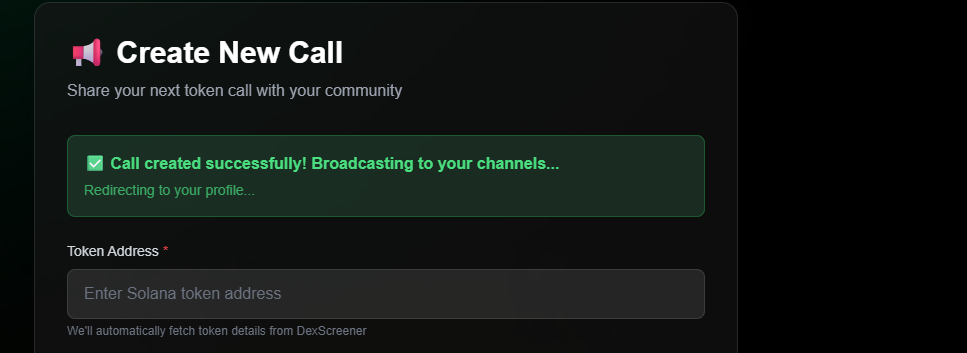 Create New Call
Share your next token call with your community
Call created successfully! Broadcasting to your channels...
Redirecting to your profile...
Token Address *
Enter Solana token address
We'll automatically fetch token details from DexScreener